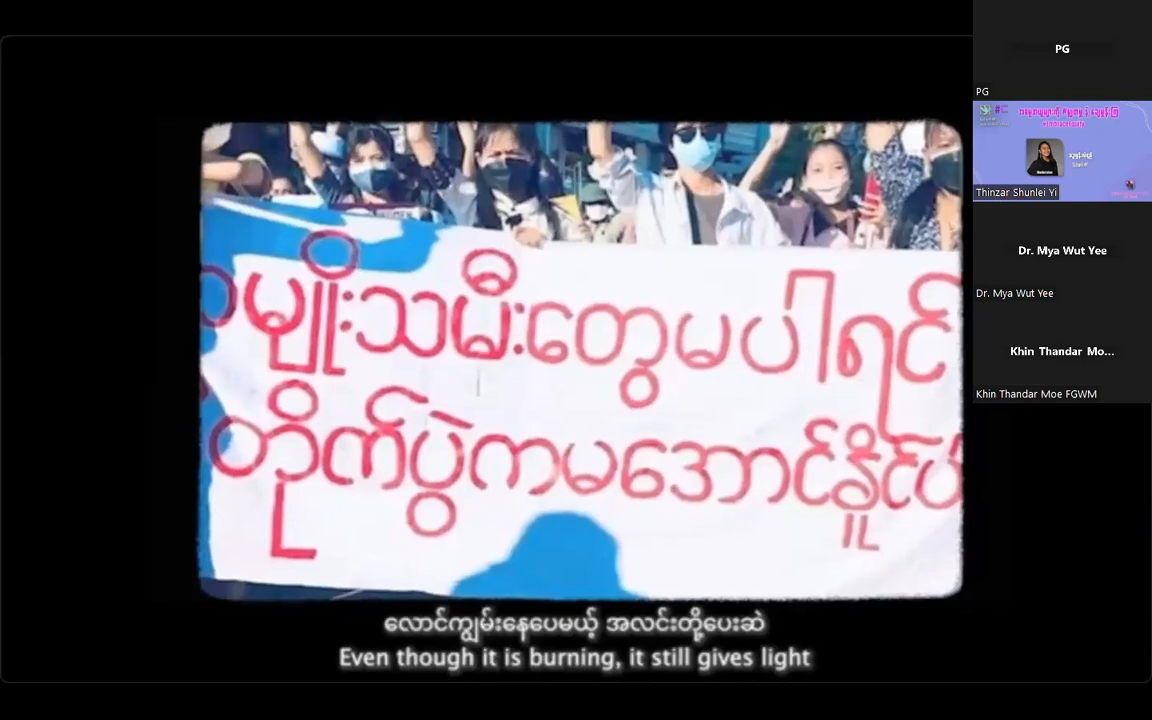 မျိုးသမီးတွေမပါရင်
တိုက်ပွဲကမအောင်နိူင်
လောင်ကျွမ်းနေပေမယ့် အလင်းတို့ပေးဆဲ
Even though it is burning, it still gives light
PG
PG
Thinzar Shunlei Yi
Dr. Mya Wut Yee
Dr. Mya Wut Yee
Khin Thandar Mo...
Khin Thandar Moe FGWM